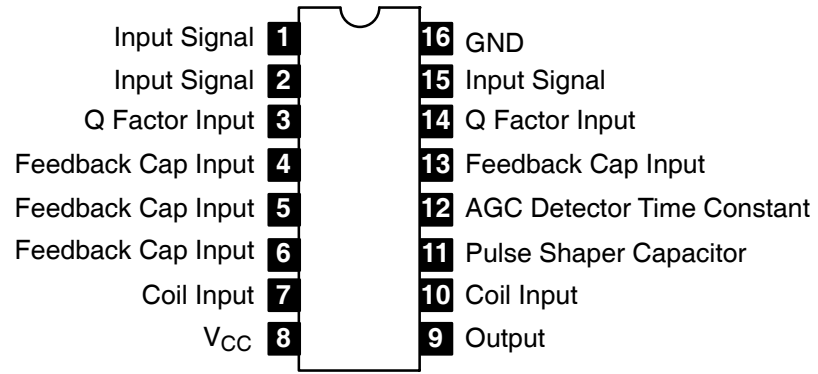 Input Signal 1 16 GND
Input Signal 2 15 Input Signal
Q Factor Input 3 14 Q Factor Input
Feedback Cap Input 4 13 Feedback Cap Input
Feedback Cap Input 5 12 AGC Detector Time Constant
Feedback Cap Input 6 11 Pulse Shaper Capacitor
Coil Input 7 10 Coil Input
VCC 8 9 Output